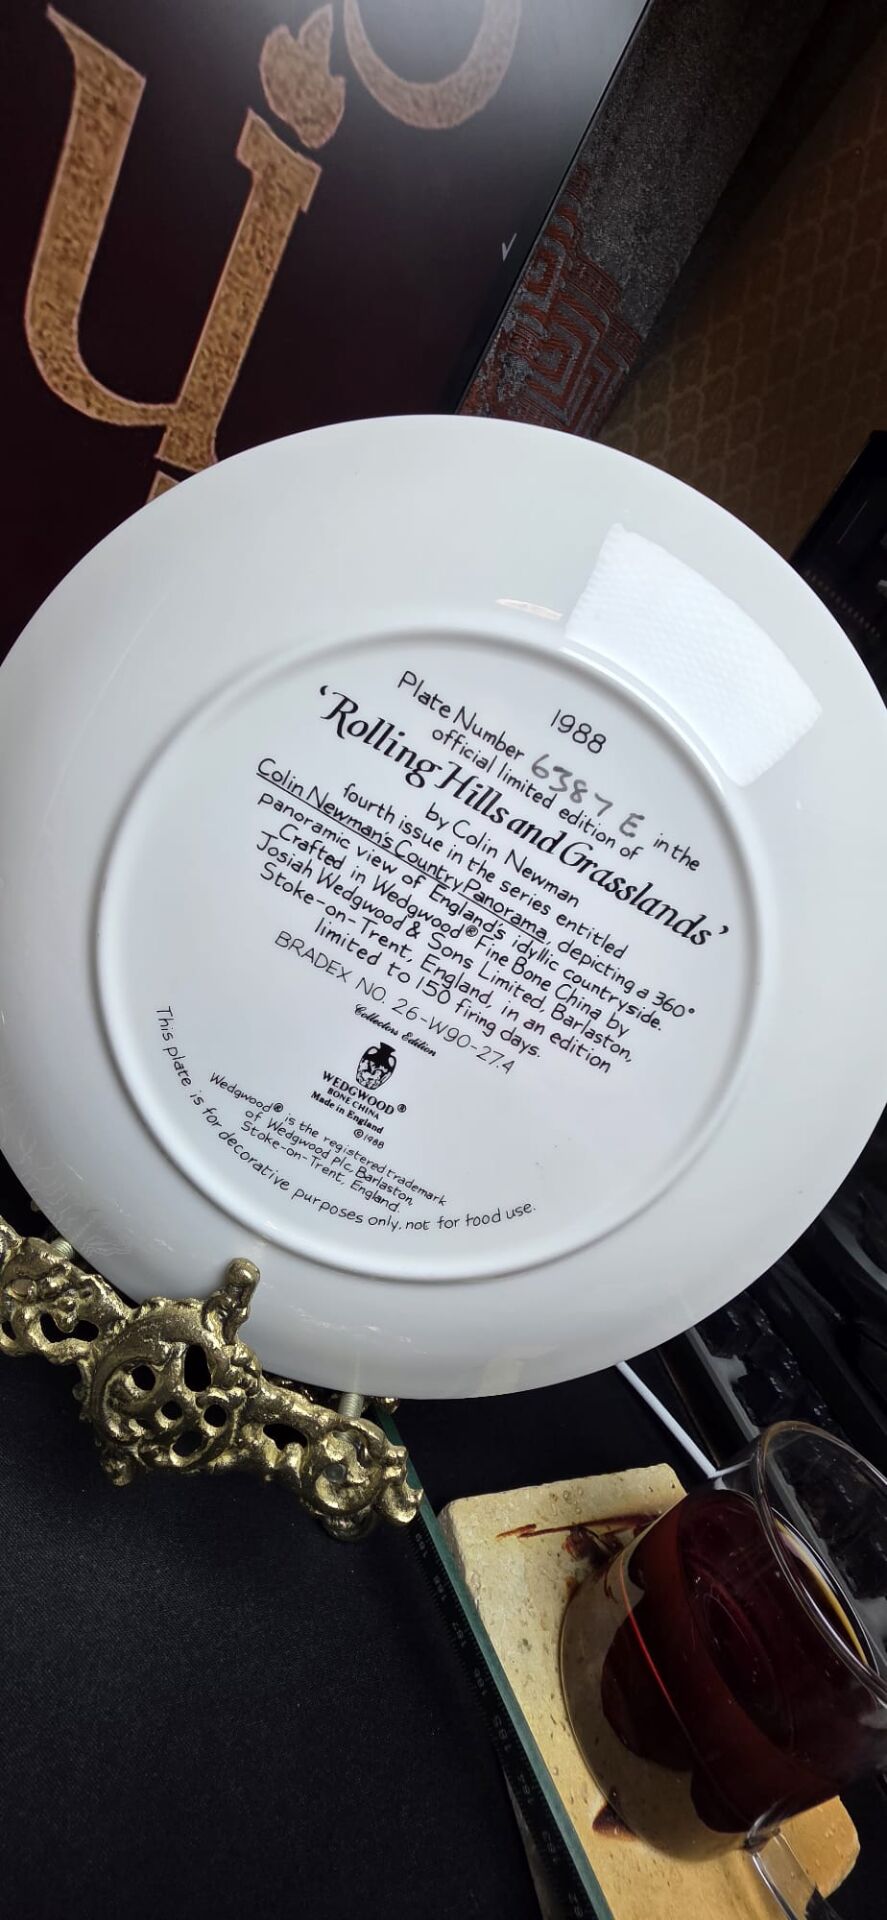 1988
Plate Number 6387 E in the
official limited edition of
'Rolling Hills and Grasslands'
by Colin Newman
fourth issue in the series entitled
Colin Newman's Country Panorama, depicting a 360°
panoramic view of England's idyllic countryside.
Crafted in Wedgwood® Fine Bone China by
Josiah Wedgwood & Sons Limited, Barlaston,
Stoke-on-Trent, England, in an edition
limited to 150 firing days.
BRADEX NO. 26-W90-27.4
Collectors Edition
WEDGWOOD®
BONE CHINA
Made in England
©1988
Wedgwood® is the registered trademark
of Wedgwood plc, Barlaston,
Stoke-on-Trent, England.
This plate is for decorative purposes only, not for food use.